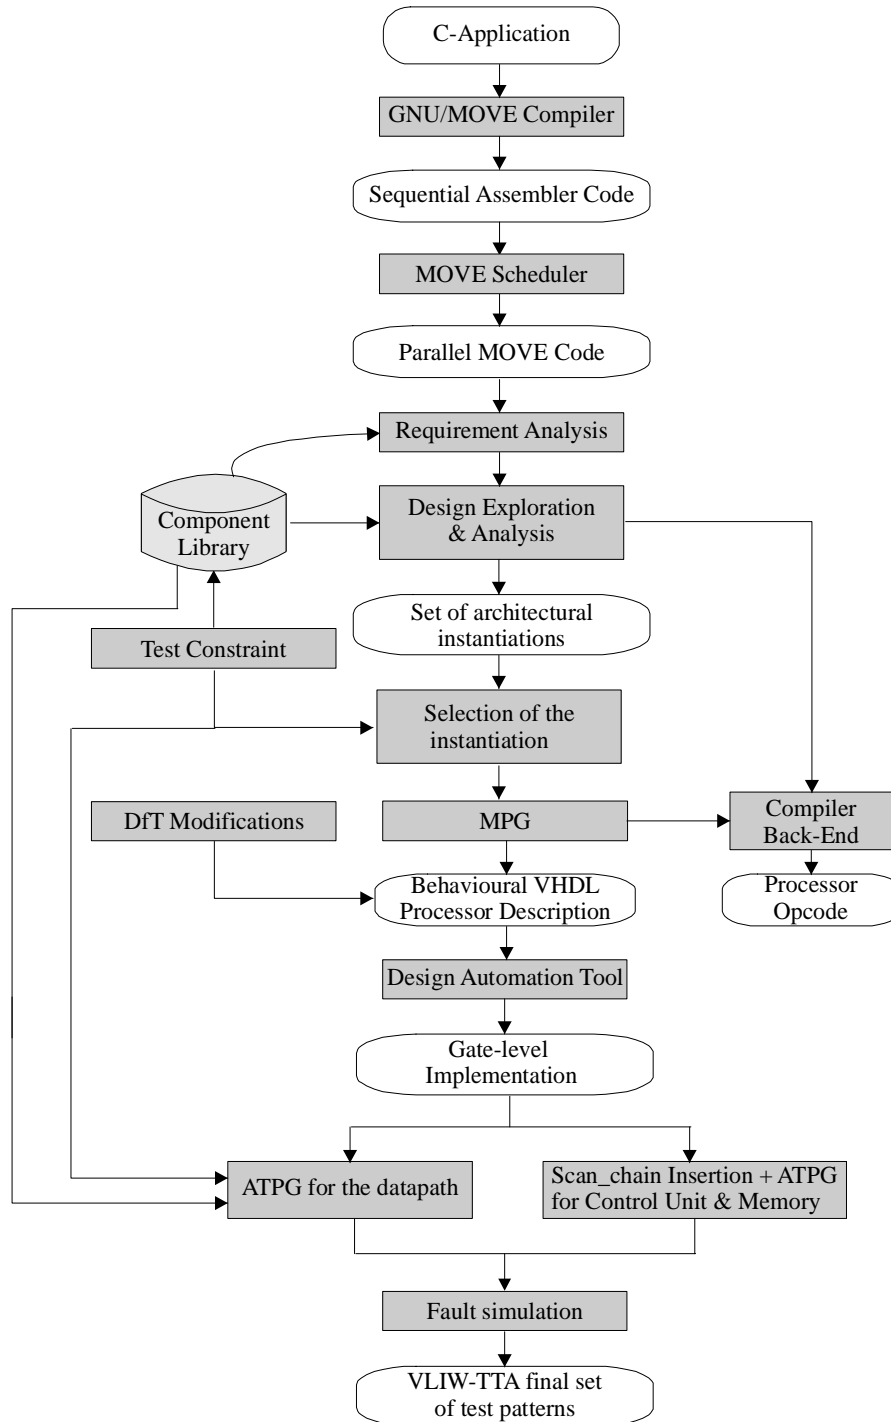 C-Application
GNU/MOVE Compiler
Sequential Assembler Code
MOVE Scheduler
Parallel MOVE Code
Requirement Analysis
Component
Library
Design Exploration
& Analysis
Set of architectural
instantiations
Test Constraint
Selection of the
instantiation
DfT Modifications
MPG
Compiler
Back-End
Behavioural VHDL
Processor Description
Processor
Opcode
Design Automation Tool
Gate-level
Implementation
ATPG for the datapath
Scan_chain Insertion + ATPG
for Control Unit & Memory
Fault simulation
VLIW-TTA final set
of test patterns